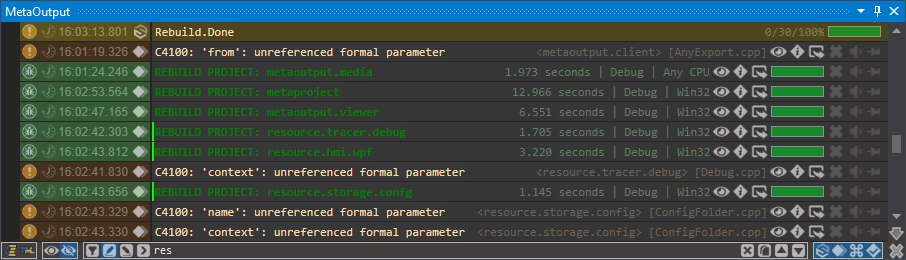 MetaOutput
16:03:13.801 Rebuild.Done 0/30/100%
16:01:19.326 C4100: 'from': unreferenced formal parameter <metaoutput.client> [AnyExport.cpp]
16:01:24.246 REBUILD PROJECT: metaoutput.media 1.973 seconds | Debug | Any CPU
16:02:53.564 REBUILD PROJECT: metaproject 12.966 seconds | Debug | Win32
16:02:47.165 REBUILD PROJECT: metaoutput.viewer 6.551 seconds | Debug | Win32
16:02:42.303 REBUILD PROJECT: resource.tracer.debug 1.705 seconds | Debug | Win32
16:02:43.812 REBUILD PROJECT: resource.hmi.wpf 3.220 seconds | Debug | Win32
16:02:41.830 C4100: 'context': unreferenced formal parameter <resource.tracer.debug> [Debug.cpp]
16:02:43.656 REBUILD PROJECT: resource.storage.confg 1.145 seconds | Debug | Win32
16:02:43.329 C4100: 'name': unreferenced formal parameter <resource.storage.config> [ConfigFolder.cpp]
16:02:43.330 C4100: 'context': unreferenced formal parameter <resource.storage.config> [ConfigFolder.cpp]
res